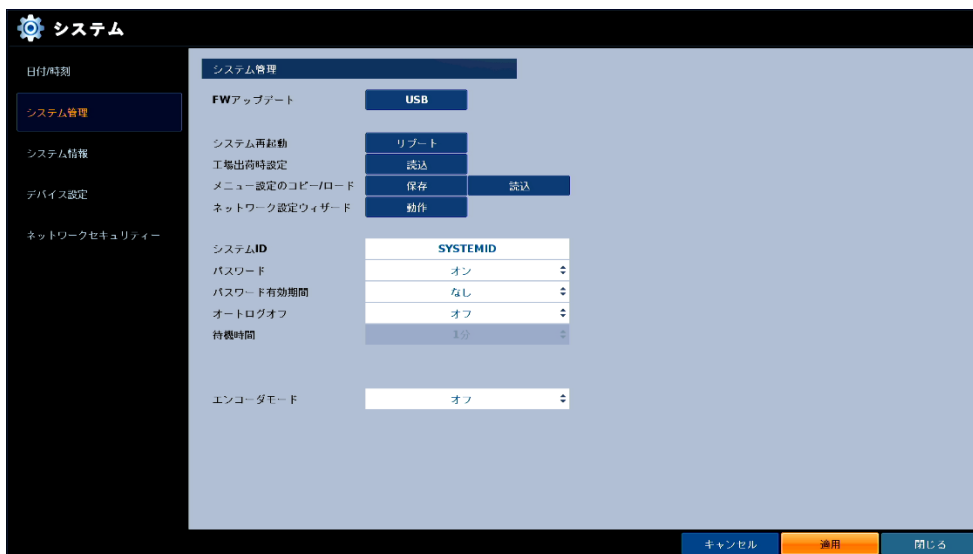 システム
日付/時刻
システム管理
システム情報
デバイス設定
ネットワークセキュリティー
システム管理
FWアップデート USB
システム再起動 リブート
工場出荷時設定 読込
メニュー設定のコピー/ロード 保存 読込
ネットワーク設定ウィザード 動作
システムID SYSTEMID
パスワード オン
パスワード有効期間 なし
オートログオフ オフ
待機時間 1分
エンコーダモード オフ
キャンセル 適用 閉じる